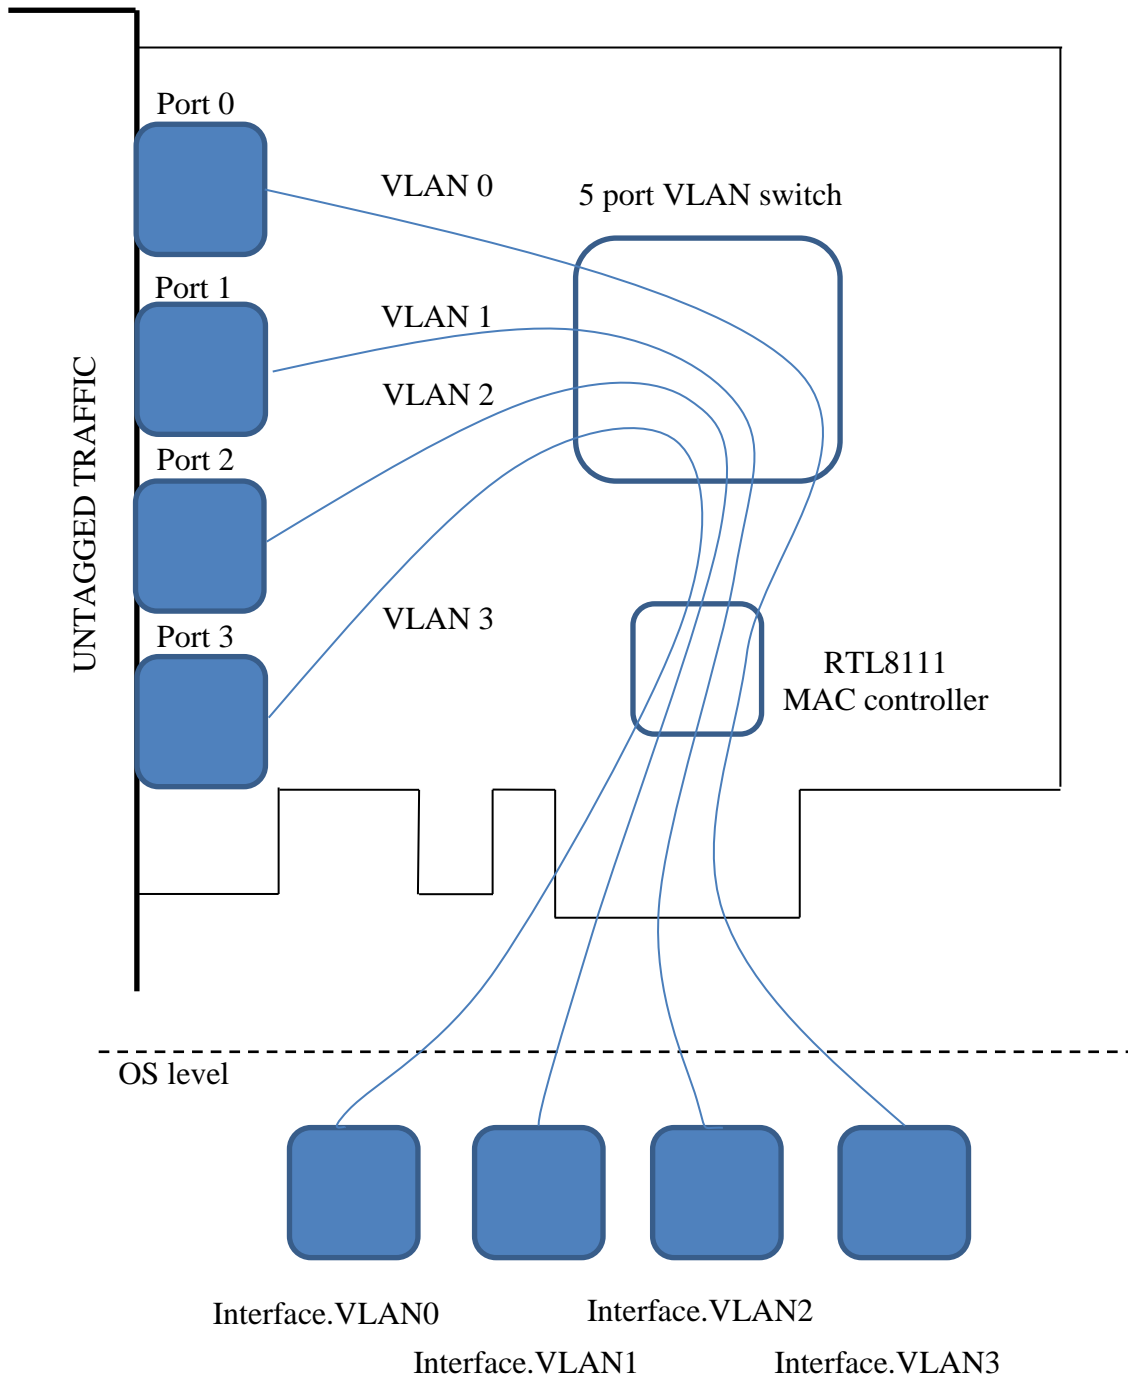 Port 0
VLAN 0
5 port VLAN switch
Port 1
VLAN 1
VLAN 2
UNTAGGED TRAFFIC
Port 2
VLAN 3
Port 3
RTL8111
MAC controller
OS level
Interface.VLAN0
Interface.VLAN2
Interface.VLAN1
Interface.VLAN3